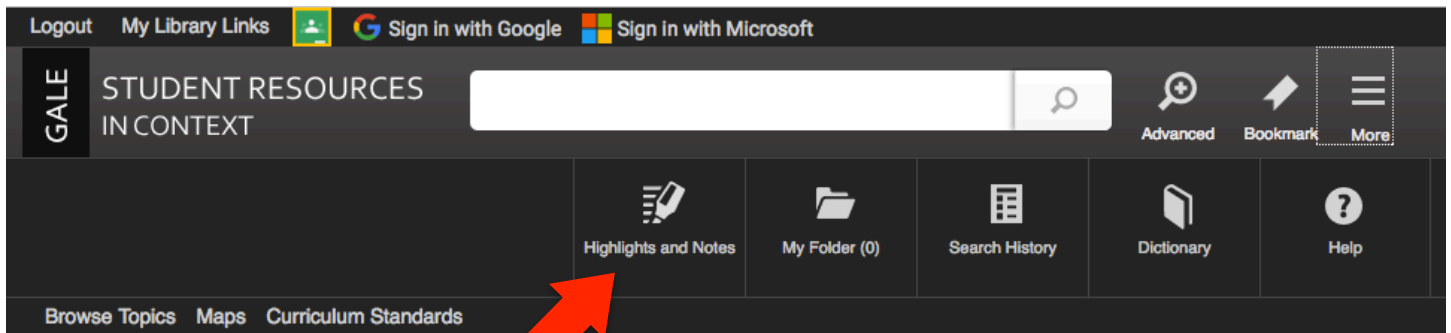 Logout My Library Links Sign in with Google Sign in with Microsoft
GALE
STUDENT RESOURCES
IN CONTEXT
Advanced Bookmark More
Highlights and Notes My Folder (0) Search History Dictionary Help
Browse Topics Maps Curriculum Standards